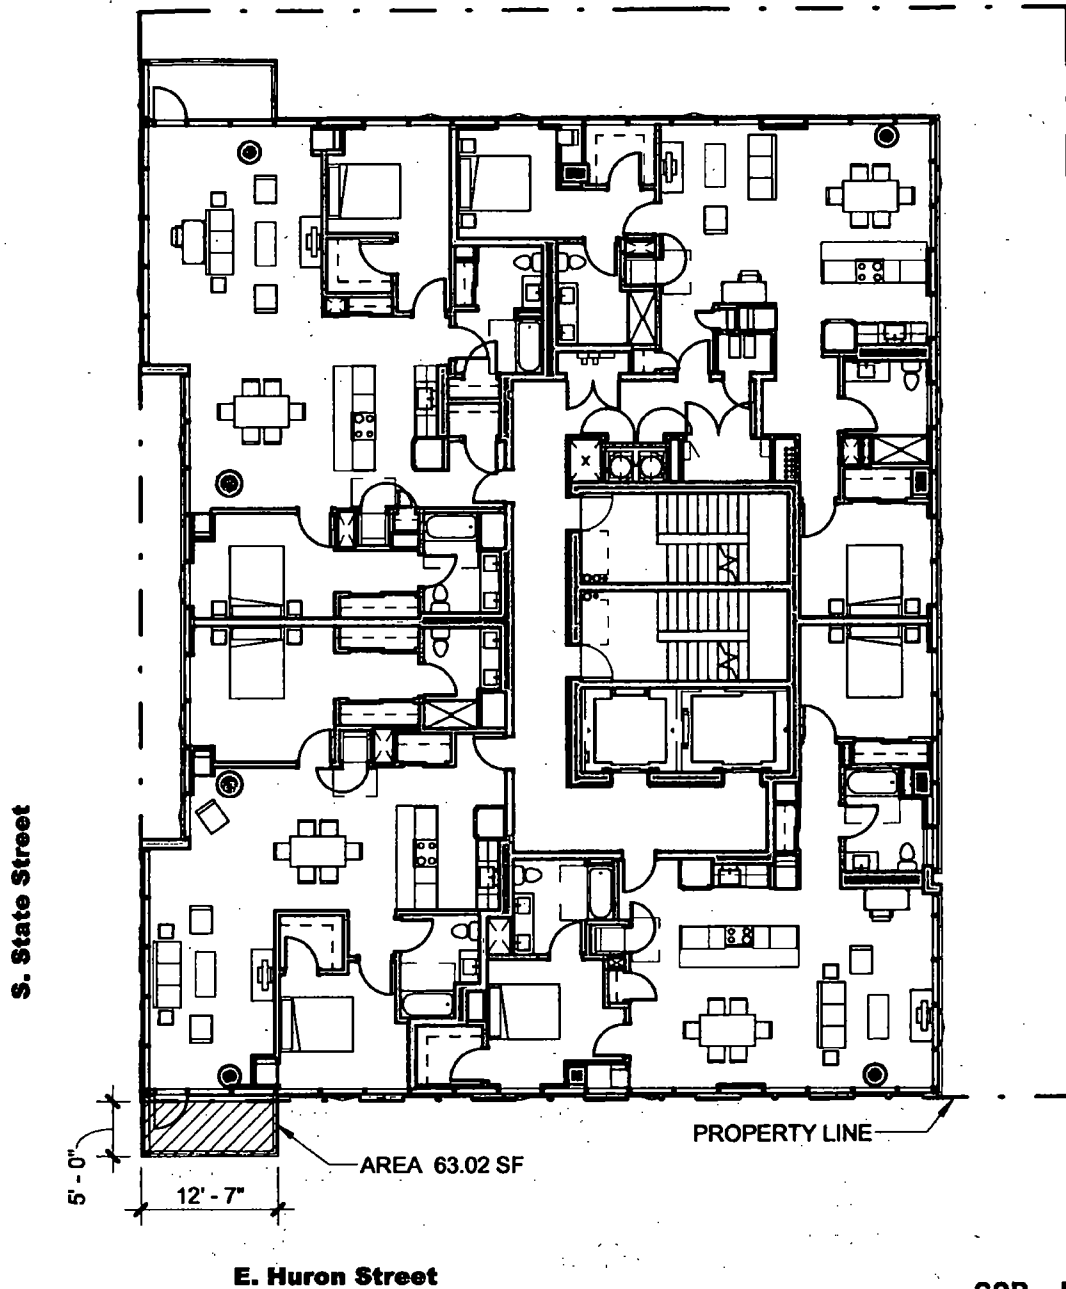 S. State Street
PROPERTY LINE
AREA 63.02 SF
5' - 0"
12' - 7"
E. Huron Street